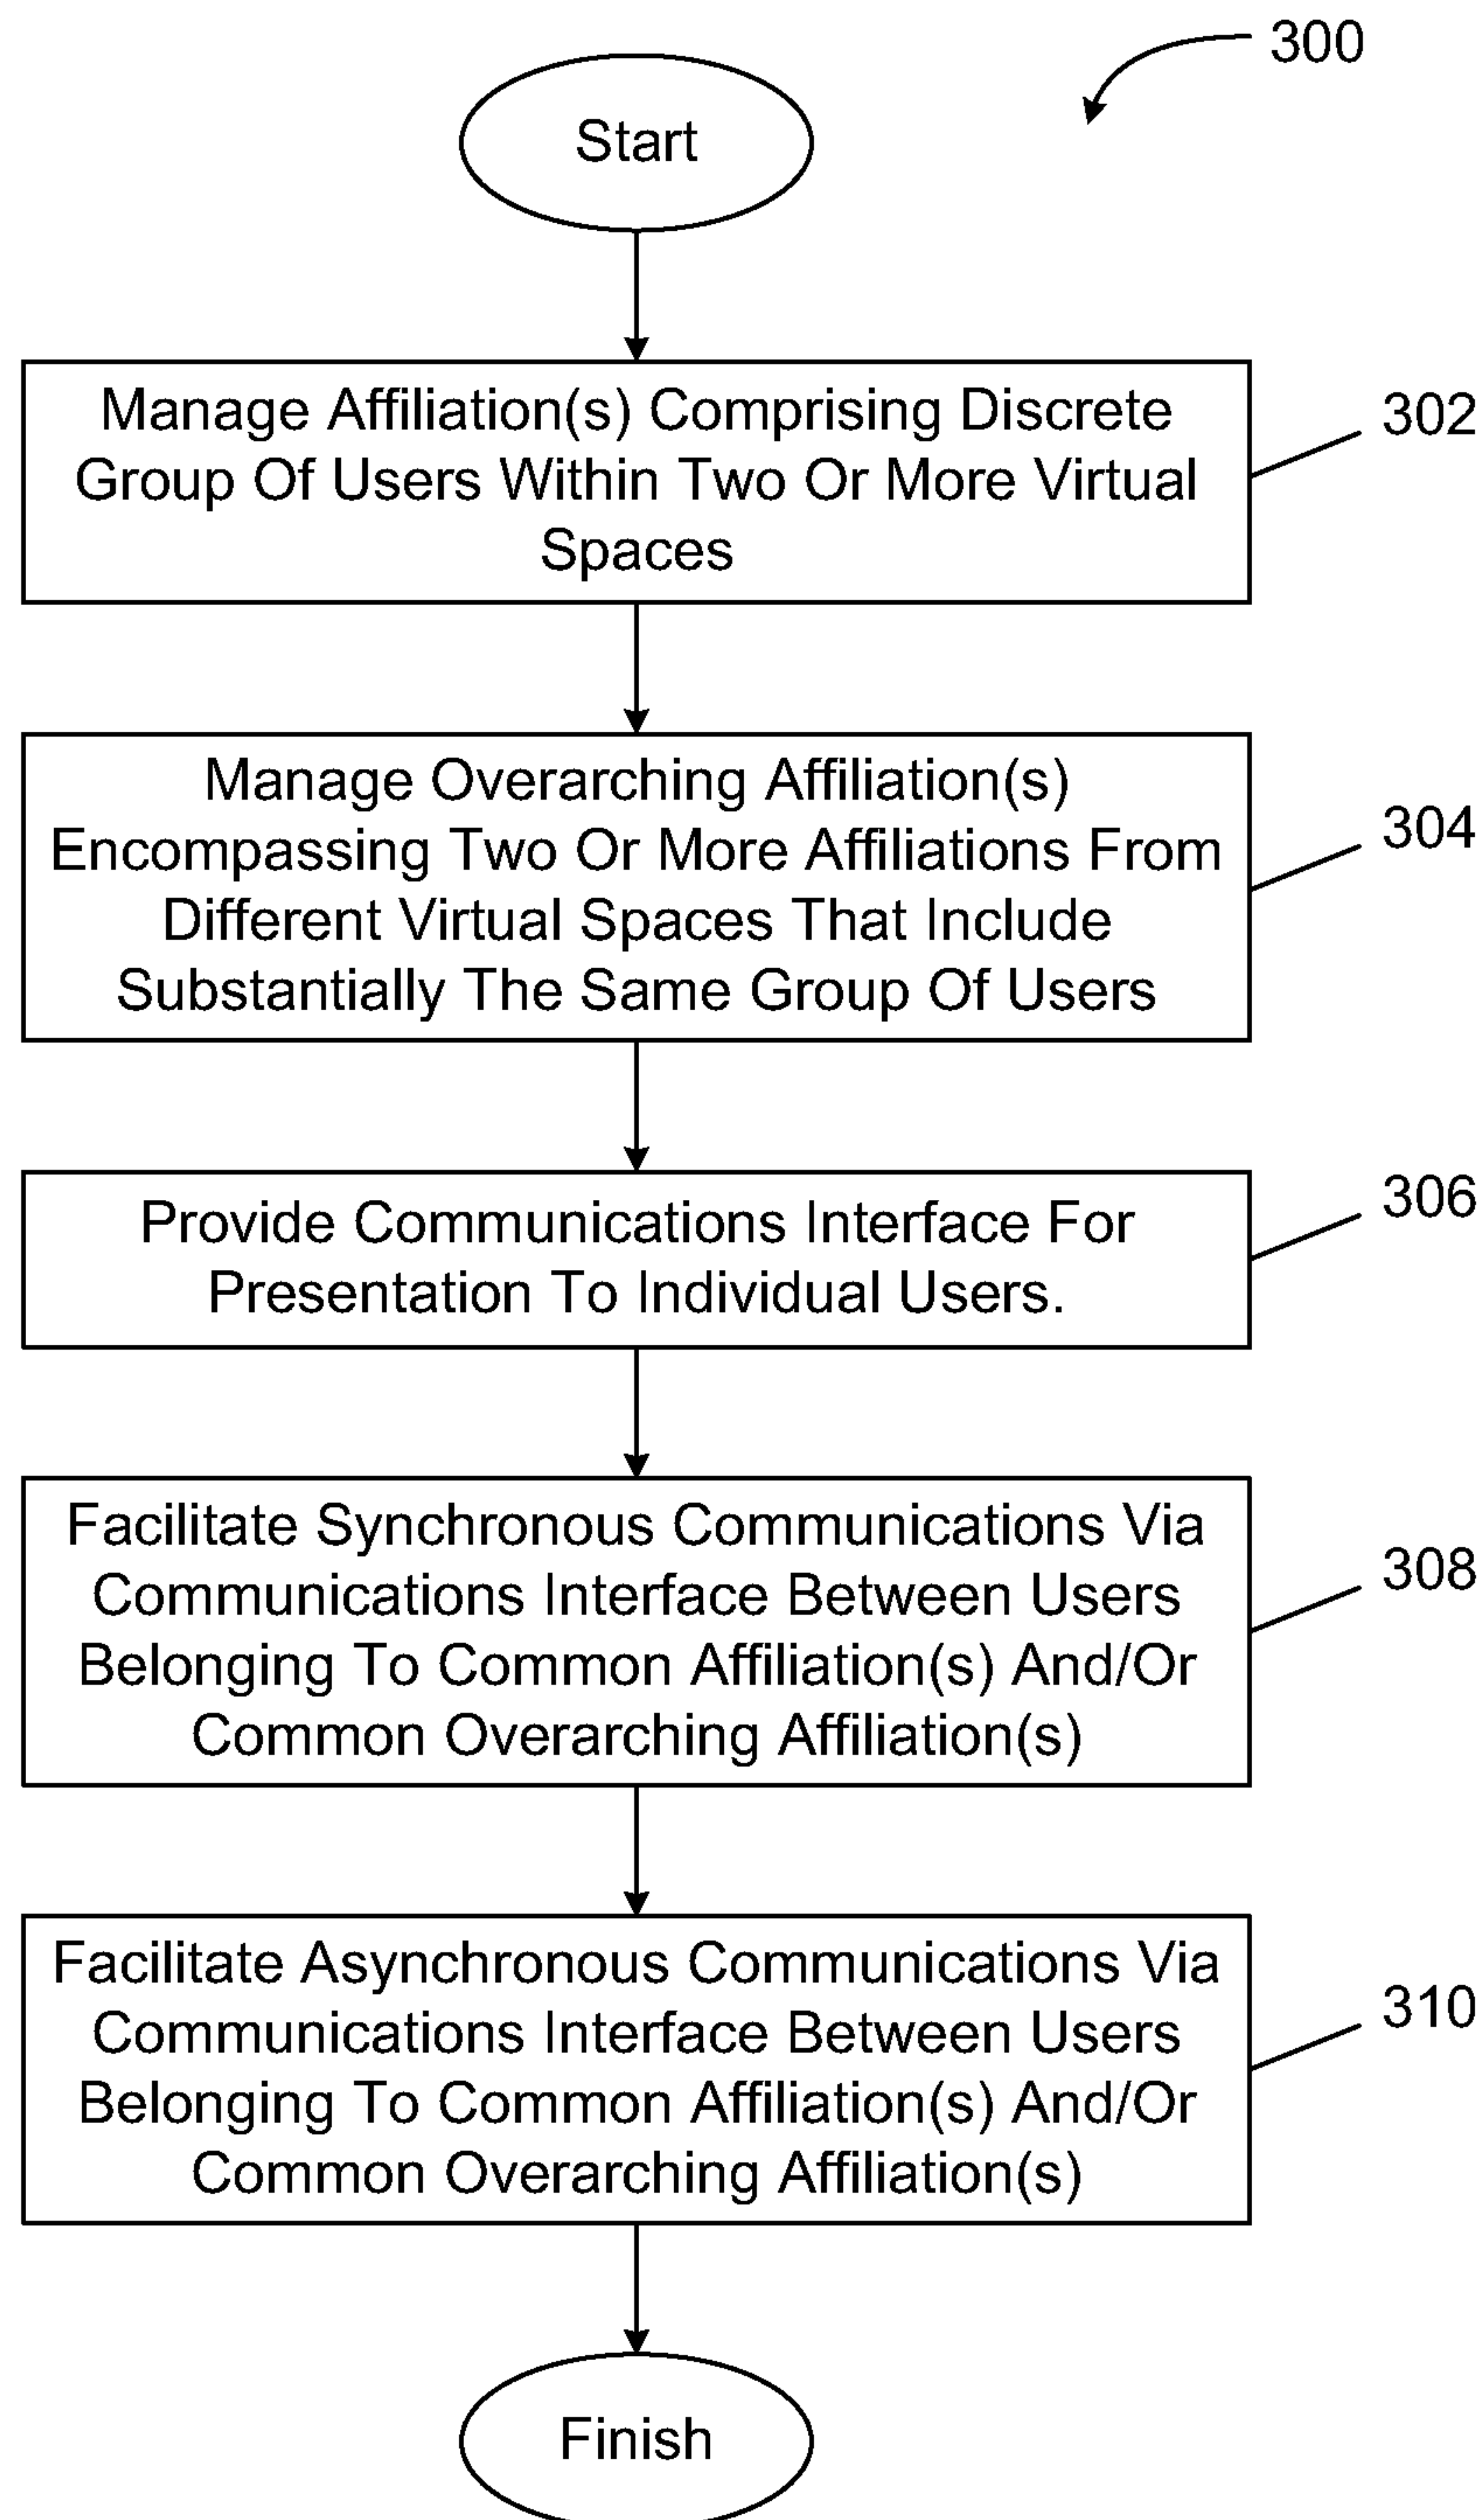 300
Start
Manage Affiliation(s) Comprising Discrete
Group Of Users Within Two Or More Virtual
Spaces
302
Manage Overarching Affiliation(s)
Encompassing Two Or More Affiliations From
Different Virtual Spaces That Include
Substantially The Same Group Of Users
304
Provide Communications Interface For
Presentation To Individual Users.
306
Facilitate Synchronous Communications Via
Communications Interface Between Users
Belonging To Common Affiliation(s) And/Or
Common Overarching Affiliation(s)
308
Facilitate Asynchronous Communications Via
Communications Interface Between Users
Belonging To Common Affiliation(s) And/Or
Common Overarching Affiliation(s)
310
Finish